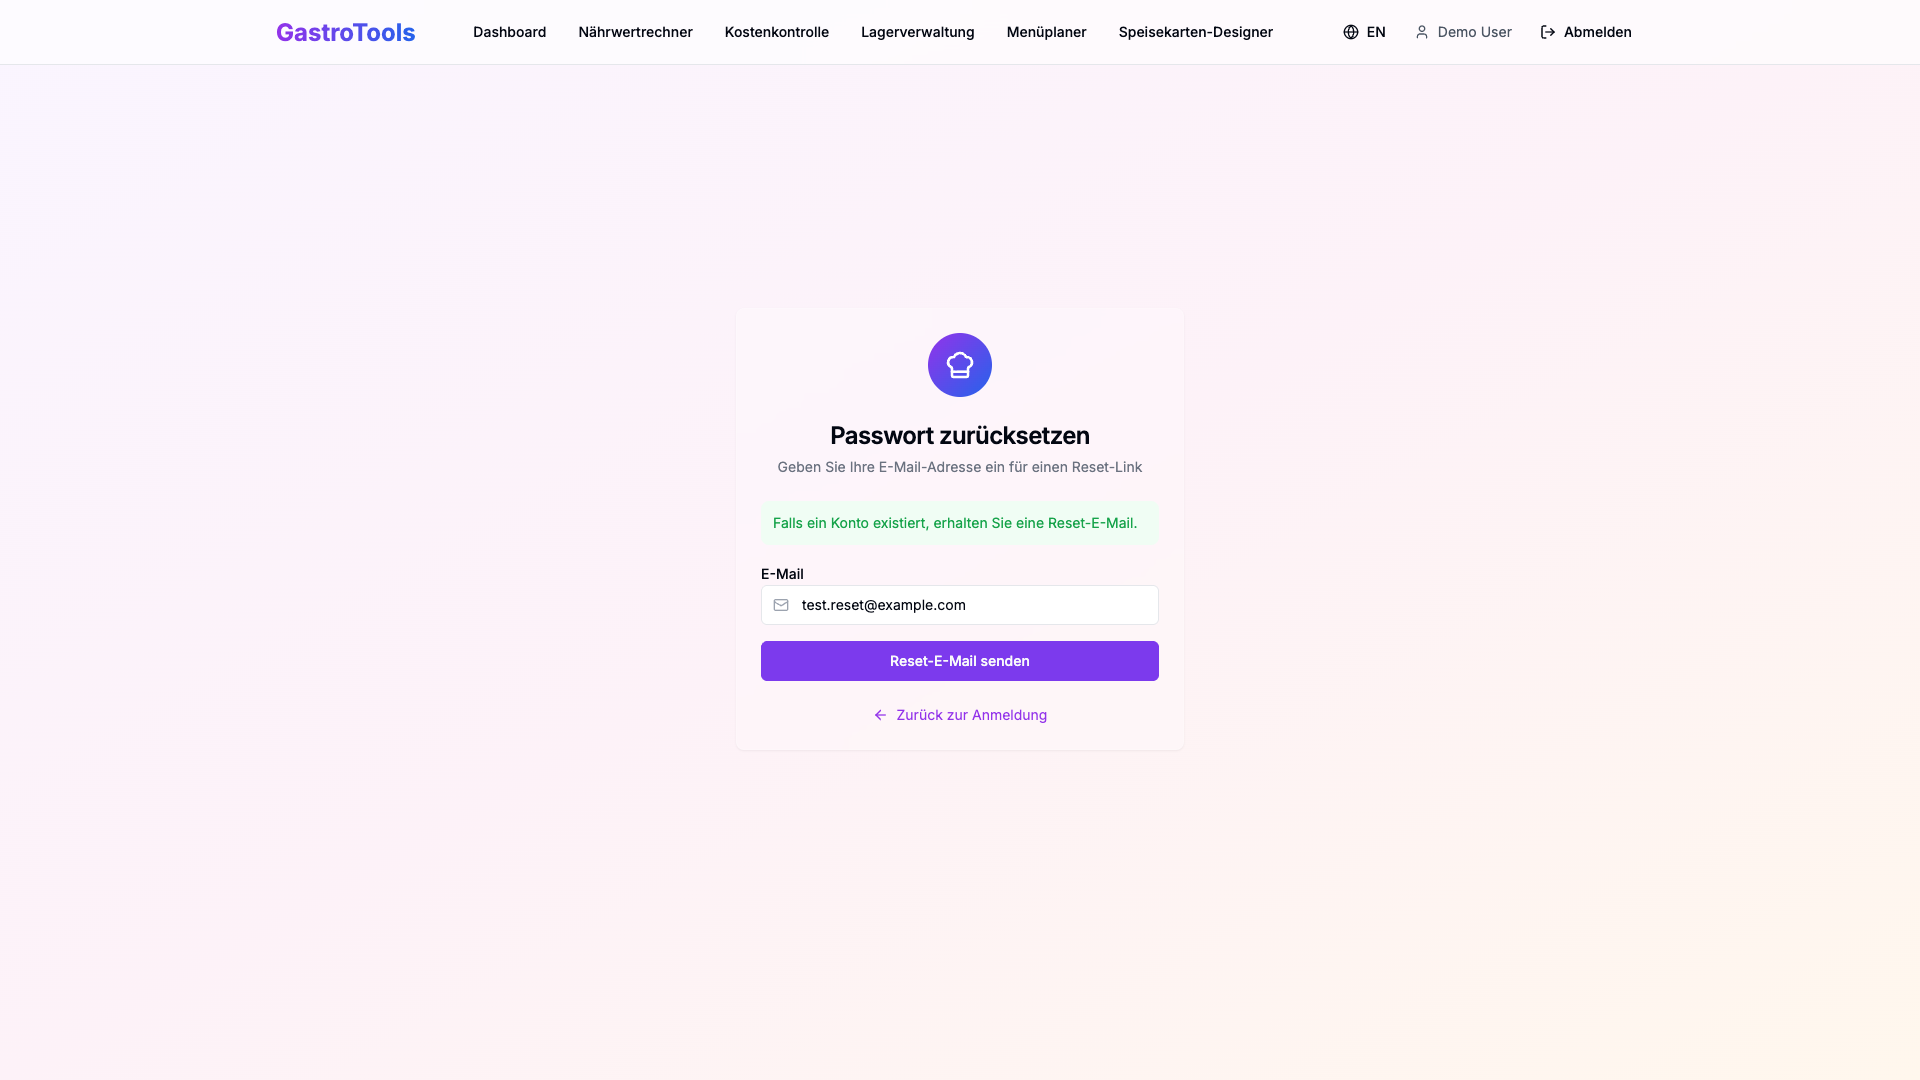 GastroTools
Dashboard
Nährwertrechner
Kostenkontrolle
Lagerverwaltung
Menüplaner
Speisekarten-Designer
EN
Demo User
Abmelden
Passwort zurücksetzen
Geben Sie Ihre E-Mail-Adresse ein für einen Reset-Link
Falls ein Konto existiert, erhalten Sie eine Reset-E-Mail.
E-Mail
test.reset@example.com
Reset-E-Mail senden
Zurück zur Anmeldung